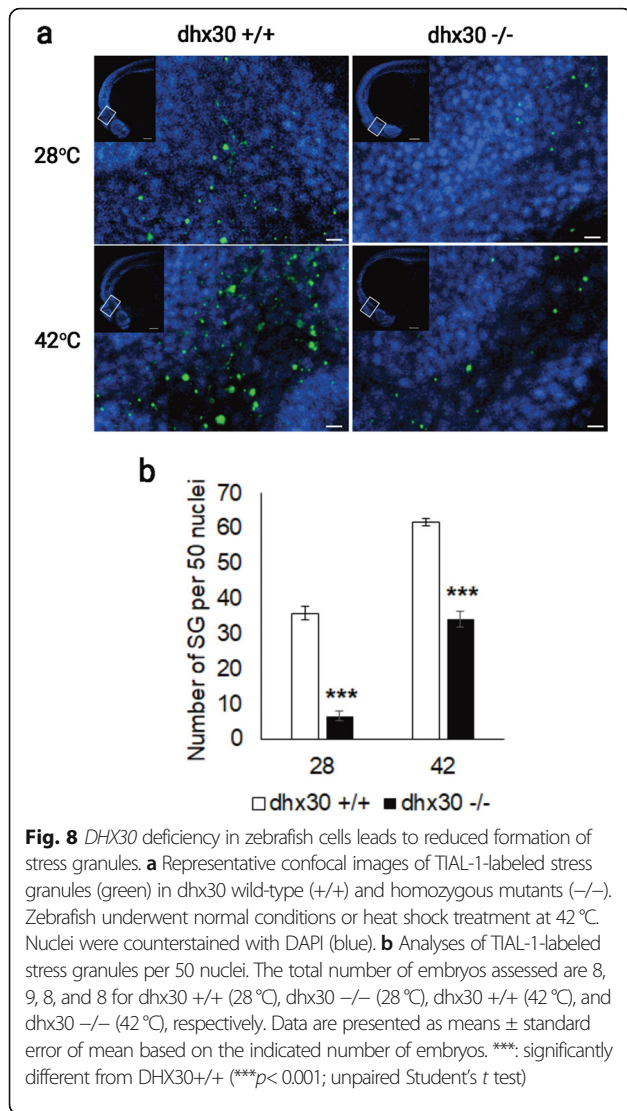 a
dhx30 +/+ dhx30 -/-
28°C
42°C
b
Number of SG per 50 nuclei
70
60
50
40
30
20
10
0
***
***
28 42
dhx30 +/+ dhx30 -/-
Fig. 8 DHX30 deficiency in zebrafish cells leads to reduced formation of
stress granules. a Representative confocal images of TIAL-1-labeled stress
granules (green) in dhx30 wild-type (+/+) and homozygous mutants (−/−).
Zebrafish underwent normal conditions or heat shock treatment at 42 °C.
Nuclei were counterstained with DAPI (blue). b Analyses of TIAL-1-labeled
stress granules per 50 nuclei. The total number of embryos assessed are 8,
9, 8, and 8 for dhx30 +/+ (28 °C), dhx30 −/− (28 °C), dhx30 +/+ (42 °C), and
dhx30 −/− (42 °C), respectively. Data are presented as means ± standard
error of mean based on the indicated number of embryos. ***: significantly
different from DHX30+/+ (***p< 0.001; unpaired Student's t test)